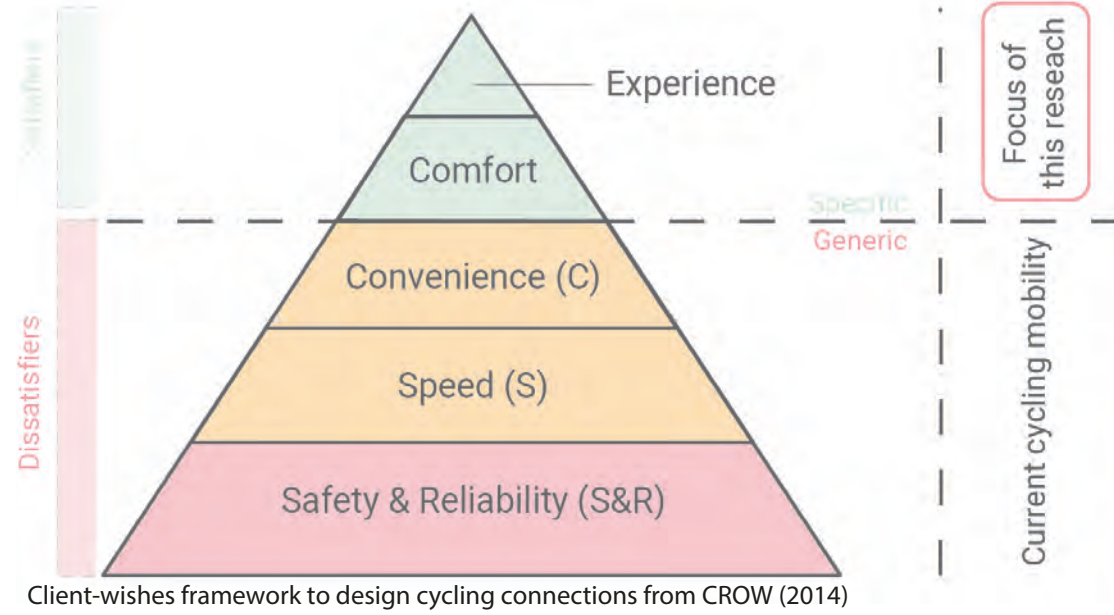 Experience
Focus of
this reseach
Comfort
Specific
Generic
Convenience (C)
Speed (S)
Dissatisfiers
Current cycling mobility
Safety & Reliability (S&R)
Client-wishes framework to design cycling connections from CROW (2014)